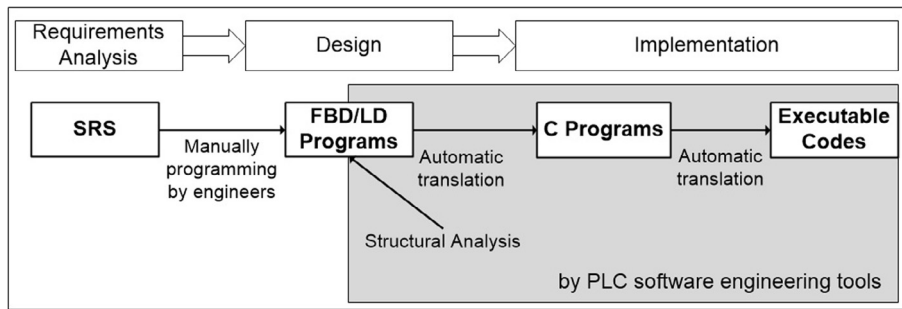 Requirements
Analysis
Design
Implementation
SRS
Manually
programming
by engineers
FBD/LD
Programs
Automatic
translation
C Programs
Automatic
translation
Executable
Codes
Structural Analysis
by PLC software engineering tools